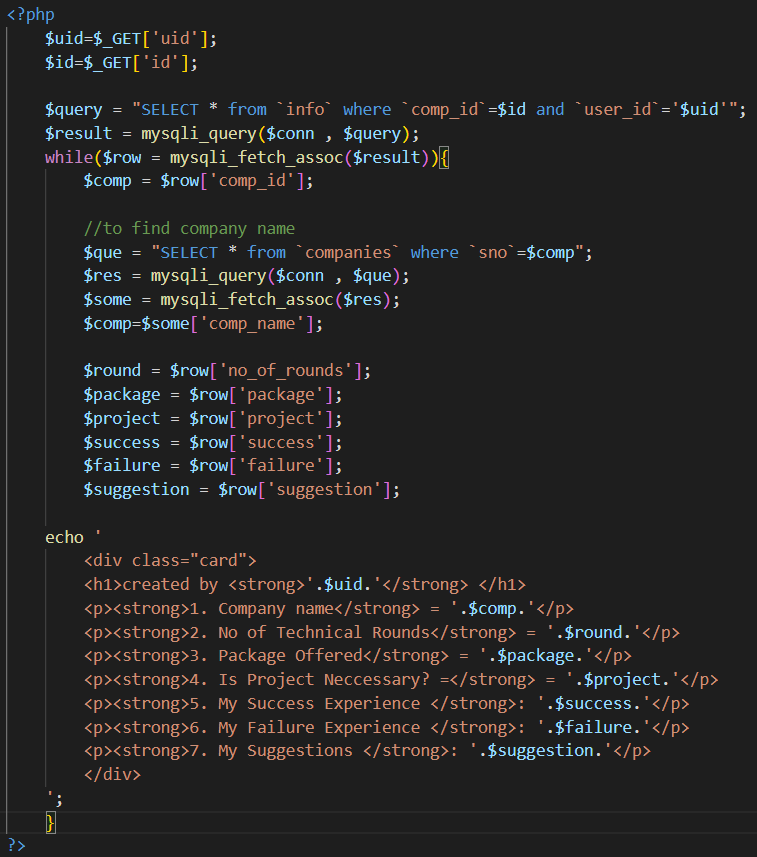 <?php
$uid=$_GET['uid'];
$id=$_GET['id'];
$query = "SELECT * from `info` where `comp_id`=$id and `user_id`='$uid'";
$result = mysqli_query($conn , $query);
while($row = mysqli_fetch_assoc($result)){
$comp = $row['comp_id'];
//to find company name
$que = "SELECT * from `companies` where `sno`=$comp";
$res = mysqli_query($conn , $que);
$some = mysqli_fetch_assoc($res);
$comp=$some['comp_name'];
$round = $row['no_of_rounds'];
$package = $row['package'];
$project = $row['project'];
$success = $row['success'];
$failure = $row['failure'];
$suggestion = $row['suggestion'];
echo '
<div class="card">
<h1>created by <strong>'.$uid.'</strong> </h1>
<p><strong>1. Company name</strong> = '.$comp.'</p>
<p><strong>2. No of Technical Rounds</strong> = '.$round.'</p>
<p><strong>3. Package Offered</strong> = '.$package.'</p>
<p><strong>4. Is Project Neccessary? =</strong> = '.$project.'</p>
<p><strong>5. My Success Experience </strong>: '.$success.'</p>
<p><strong>6. My Failure Experience </strong>: '.$failure.'</p>
<p><strong>7. My Suggestions </strong>: '.$suggestion.'</p>
</div>
';
}
?>